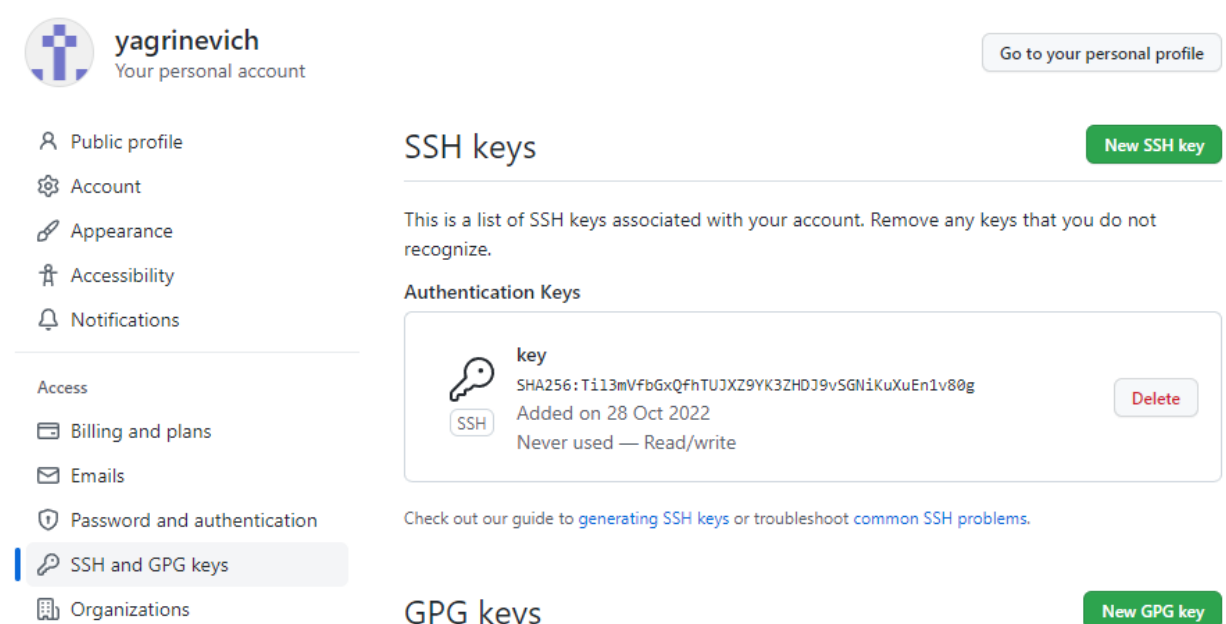 yagrinevich
Your personal account
Go to your personal profile
Public profile
Account
Appearance
Accessibility
Notifications
Access
Billing and plans
Emails
Password and authentication
SSH and GPG keys
Organizations
SSH keys
New SSH key
This is a list of SSH keys associated with your account. Remove any keys that you do not
recognize.
Authentication Keys
key
SHA256:Til3mVfbGxQfhTUJXZ9YK3ZHDJ9vSGNiKuXuEn1v80g
Added on 28 Oct 2022
Never used — Read/write
SSH
Delete
Check out our guide to generating SSH keys or troubleshoot common SSH problems.
GPG keys
New GPG key